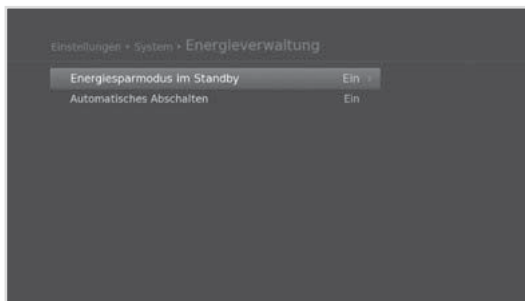 Einstellungen • System • Energieverwaltung
Energiesparmodus im Standby Ein ›
Automatisches Abschalten Ein